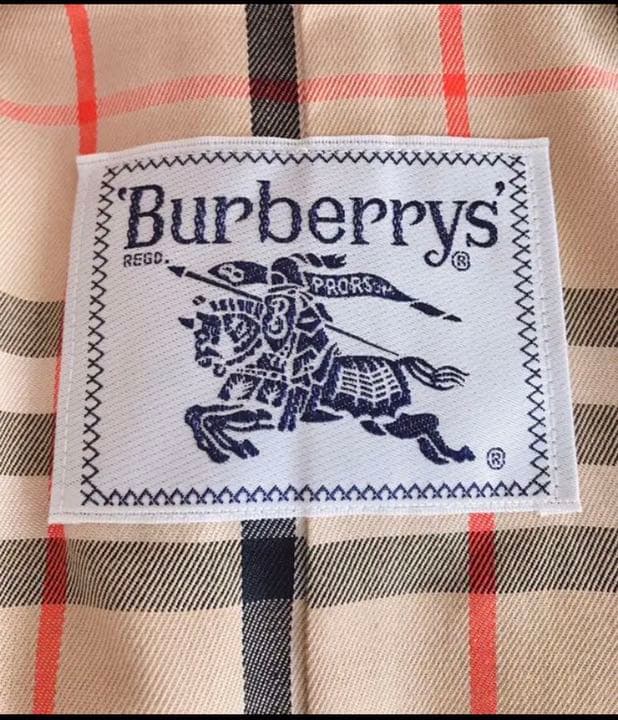 'Burberrys'
REGD. ®
PRORSUM
®